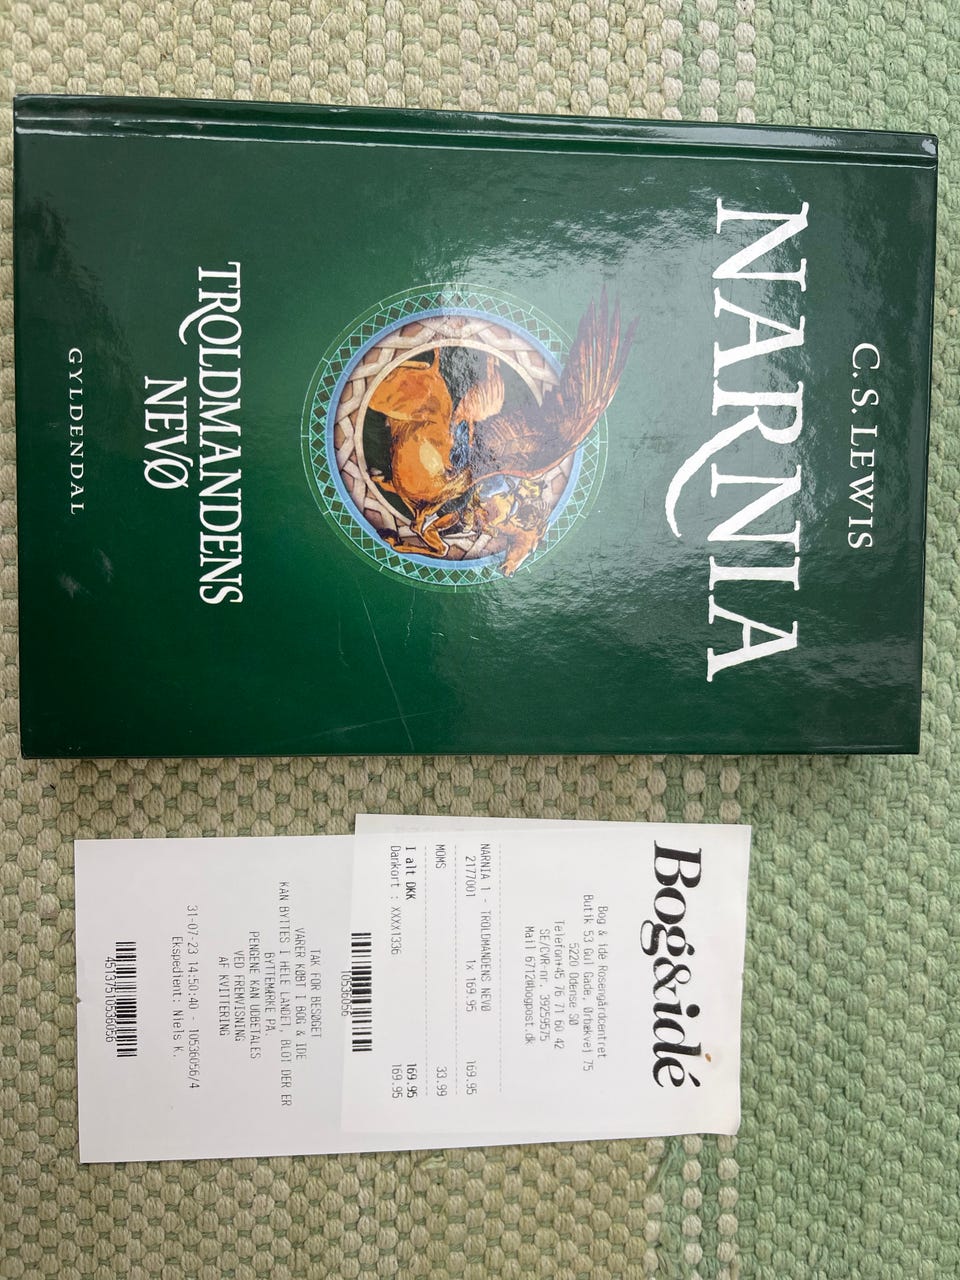 C. S. LEWIS
NARNIA
TROLDMANDENS
NEVØ
GYLDENDAL
Bog&idé
Bog & ide Rosengårdcentret
Butik 53 Gul Gade, Ørbækvej 75
5220 Odense SØ
Telefon+45 76 71 60 42
SE/CVR-nr. 39259575
Mail 6712@bogpost.dk
NARNIA 1 - TROLDMANDENS NEVØ
2177001 1x 169.95 169.95
MOMS 33.99
I alt DKK 169.95
Dankort : XXXX1336 169.95
10536056
TAK FOR BESØGET
VARER KØBT I BOG & IDE
KAN BYTTES I HELE LANDET, BLOT DER ER
BYTTEMÆRKE PÅ.
PENGENE KAN UDBETALES
VED FREMVISNING
AF KVITTERING
31-07-23 14:50:40 - 10536056/4
Ekspedient: Niels K.
45137510536056